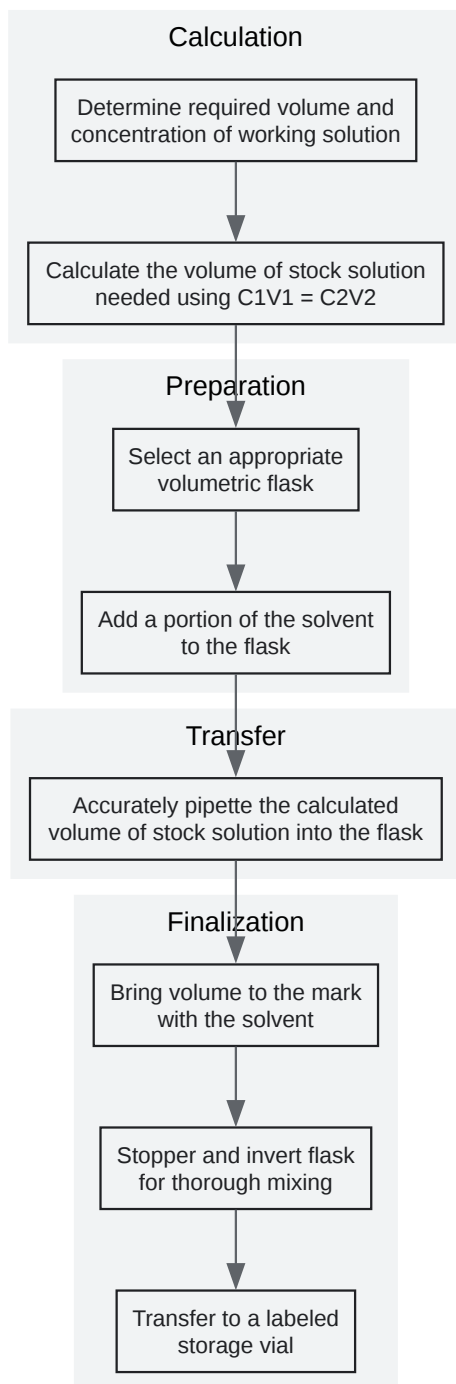 Calculation
Determine required volume and
concentration of working solution
Calculate the volume of stock solution
needed using C1V1 = C2V2
Preparation
Select an appropriate
volumetric flask
Add a portion of the solvent
to the flask
Transfer
Accurately pipette the calculated
volume of stock solution into the flask
Finalization
Bring volume to the mark
with the solvent
Stopper and invert flask
for thorough mixing
Transfer to a labeled
storage vial